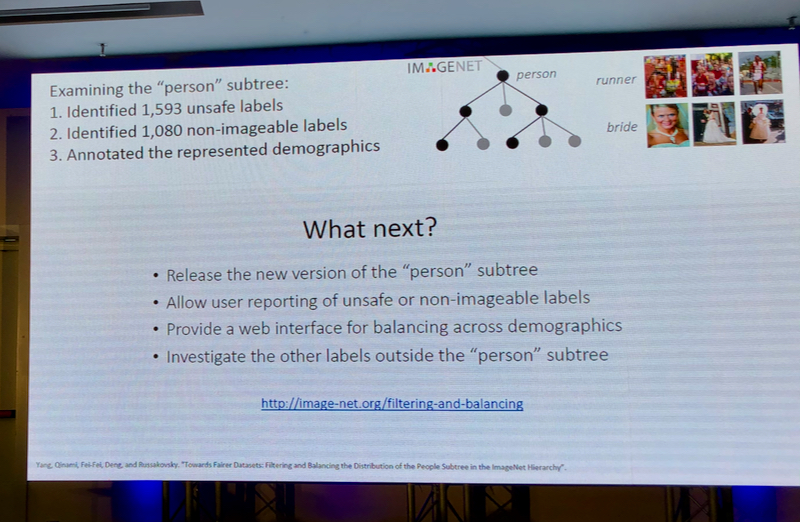 Examining the “person” subtree:
1. Identified 1,593 unsafe labels
2. Identified 1,080 non-imageable labels
3. Annotated the represented demographics
IMAGENET
person
runner
bride
What next?
• Release the new version of the “person” subtree
• Allow user reporting of unsafe or non-imageable labels
• Provide a web interface for balancing across demographics
• Investigate the other labels outside the “person” subtree
http://image-net.org/filtering-and-balancing
Yang, Qinami, Fei-Fei, Deng, and Russakovsky. "Towards Fairer Datasets: Filtering and Balancing the Distribution of the People Subtree in the ImageNet Hierarchy".